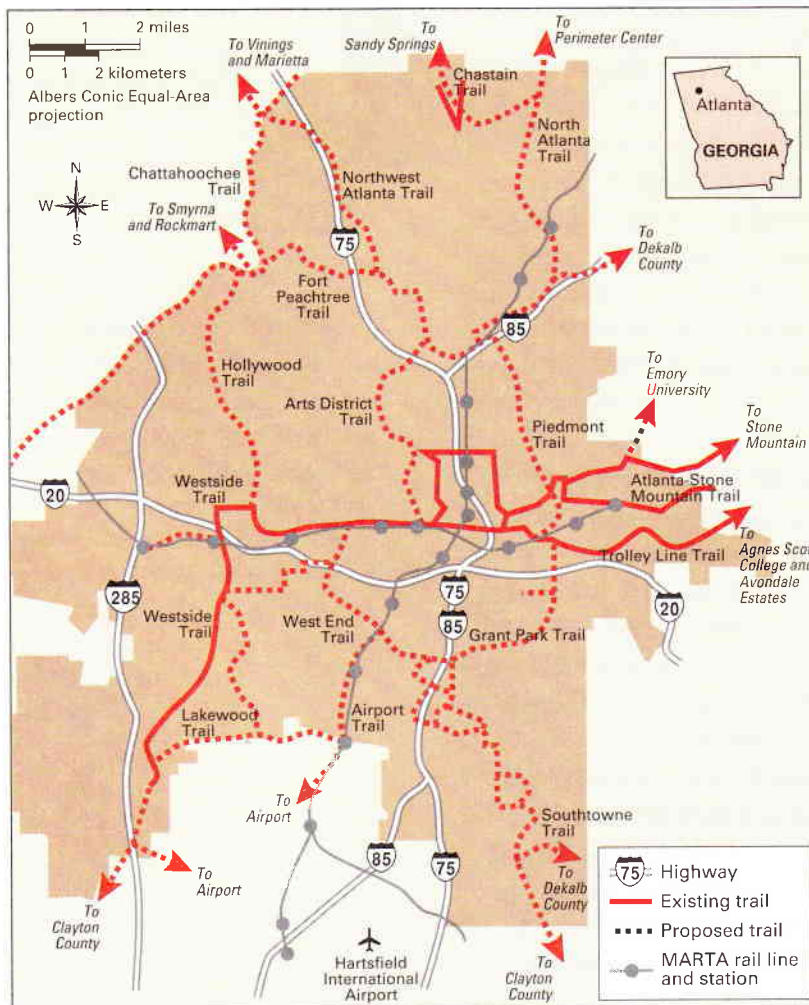 0 1 2 miles
0 1 2 kilometers
Albers Conic Equal-Area
projection
N
W E
S
To Vinings
and Marietta
To
Sandy Springs
To
Perimeter Center
Chastain
Trail
North
Atlanta
Trail
Atlanta
GEORGIA
Chattahoochee
Trail
Northwest
Atlanta Trail
To Smyrna
and Rockmart
75
To
Dekalb
County
Fort
Peachtree
Trail
85
Hollywood
Trail
Arts District
Trail
To
Emory
University
Piedmont
Trail
To
Stone
Mountain
20
Westside
Trail
Atlanta-Stone
Mountain Trail
Trolley Line Trail
To
Agnes Scot
College and
Avondale
Estates
285
75
20
Westside
Trail
West End
Trail
85
Grant Park Trail
Lakewood
Trail
Airport
Trail
To
Airport
Southtowne
Trail
85
75
To
Airport
To
Dekalb
County
To
Clayton
County
To
Clayton
County
Hartsfield
International
Airport
75 Highway
Existing trail
Proposed trail
MARTA rail line
and station